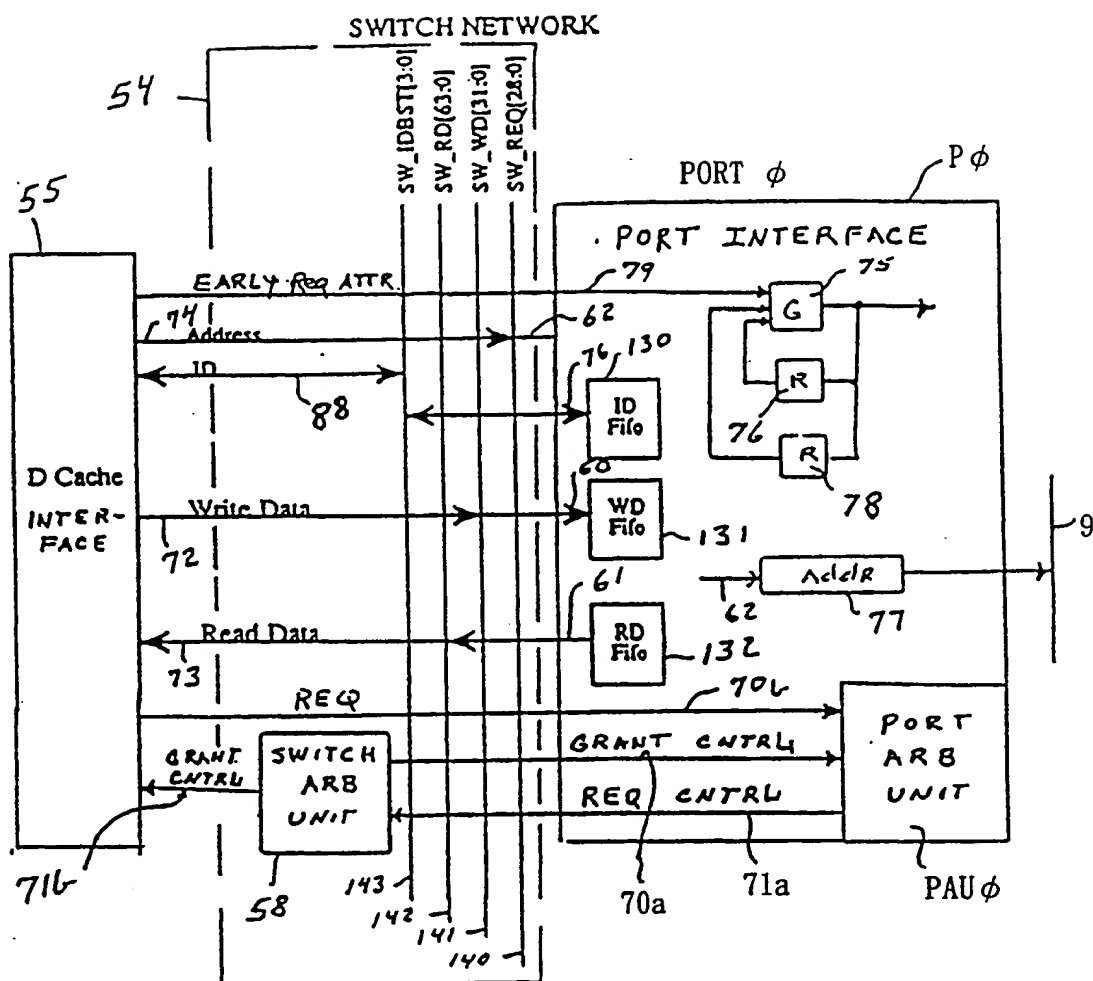 SWITCH NETWORK
54
SW_IDBST[3:0]
SW_RD[63:0]
SW_WD[31:0]
SW_REQ[28:0]
PORT φ
Pφ
55
PORT INTERFACE
EARLY Req ATTR.
79
75
G
74
Address
62
ID
88
76
130
R
76
ID
Fifo
R
78
D Cache
INTER-
FACE
Write Data
72
60
WD
Fifo
131
9
61
AddR
62
77
Read Data
73
RD
Fifo
132
REQ
70b
GRANT
CNTRL
SWITCH
ARB
UNIT
GRANT CNTRL
REQ CNTRL
PORT
ARB
UNIT
71b
58
143
142
141
140
70a
71a
PAUφ